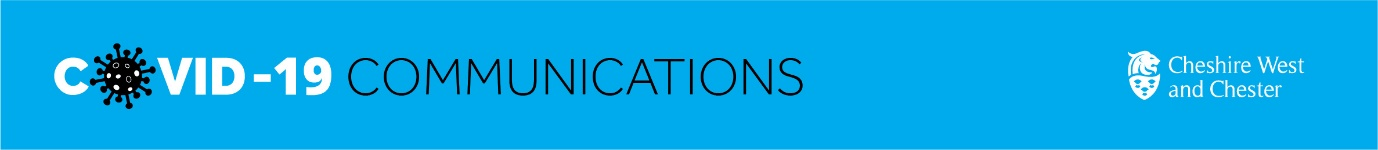 COVID-19 COMMUNICATIONS
Cheshire West
and Chester